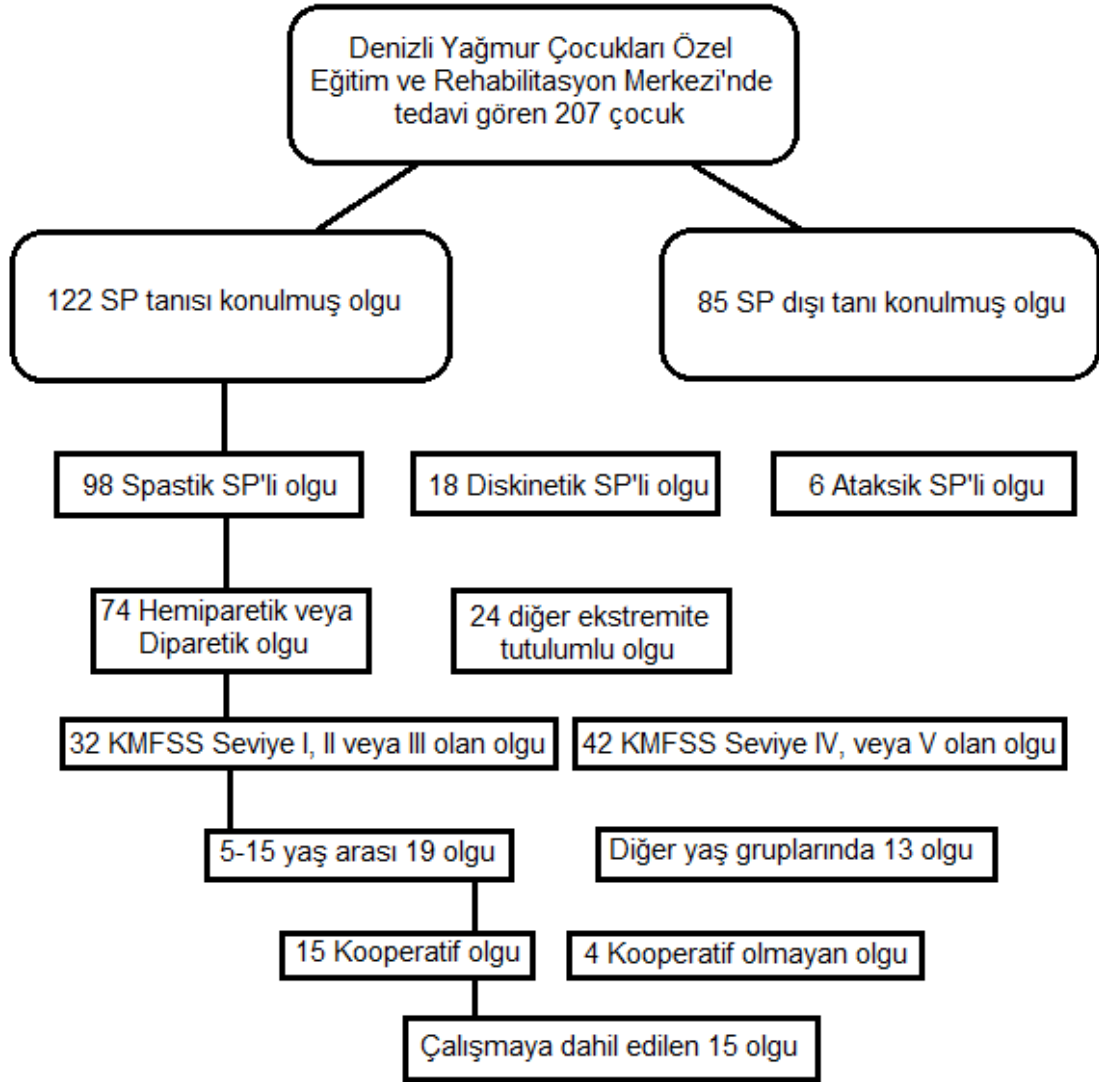 Denizli Yağmur Çocukları Özel
Eğitim ve Rehabilitasyon Merkezi'nde
tedavi gören 207 çocuk
122 SP tanısı konulmuş olgu
85 SP dışı tanı konulmuş olgu
98 Spastik SP'li olgu
18 Diskinetik SP'li olgu
6 Ataksik SP'li olgu
74 Hemiparetik veya
Diparetik olgu
24 diğer ekstremite
tutulumlu olgu
32 KMFSS Seviye I, II veya III olan olgu
42 KMFSS Seviye IV, veya V olan olgu
5-15 yaş arası 19 olgu
Diğer yaş gruplarında 13 olgu
15 Kooperatif olgu
4 Kooperatif olmayan olgu
Çalışmaya dahil edilen 15 olgu